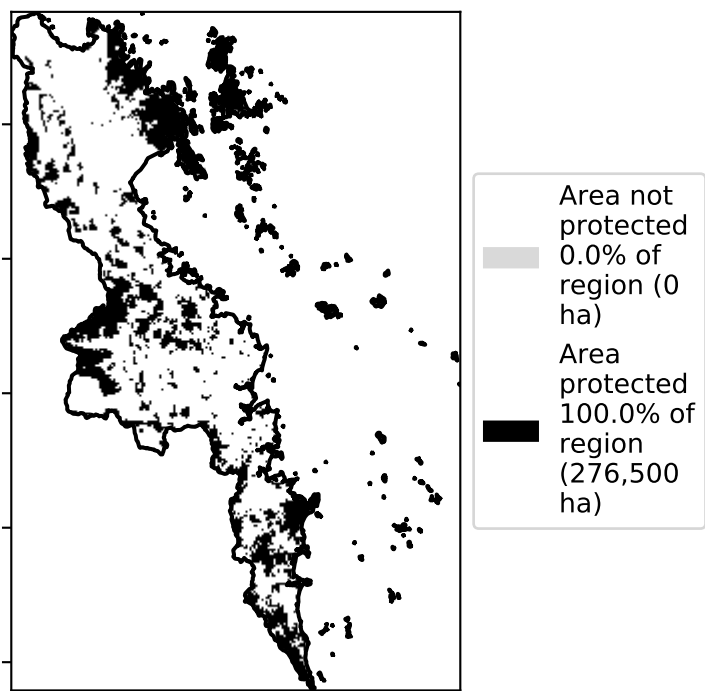 Area not
protected
0.0% of
region (0
ha)
Area
protected
100.0% of
region
(276,500
ha)